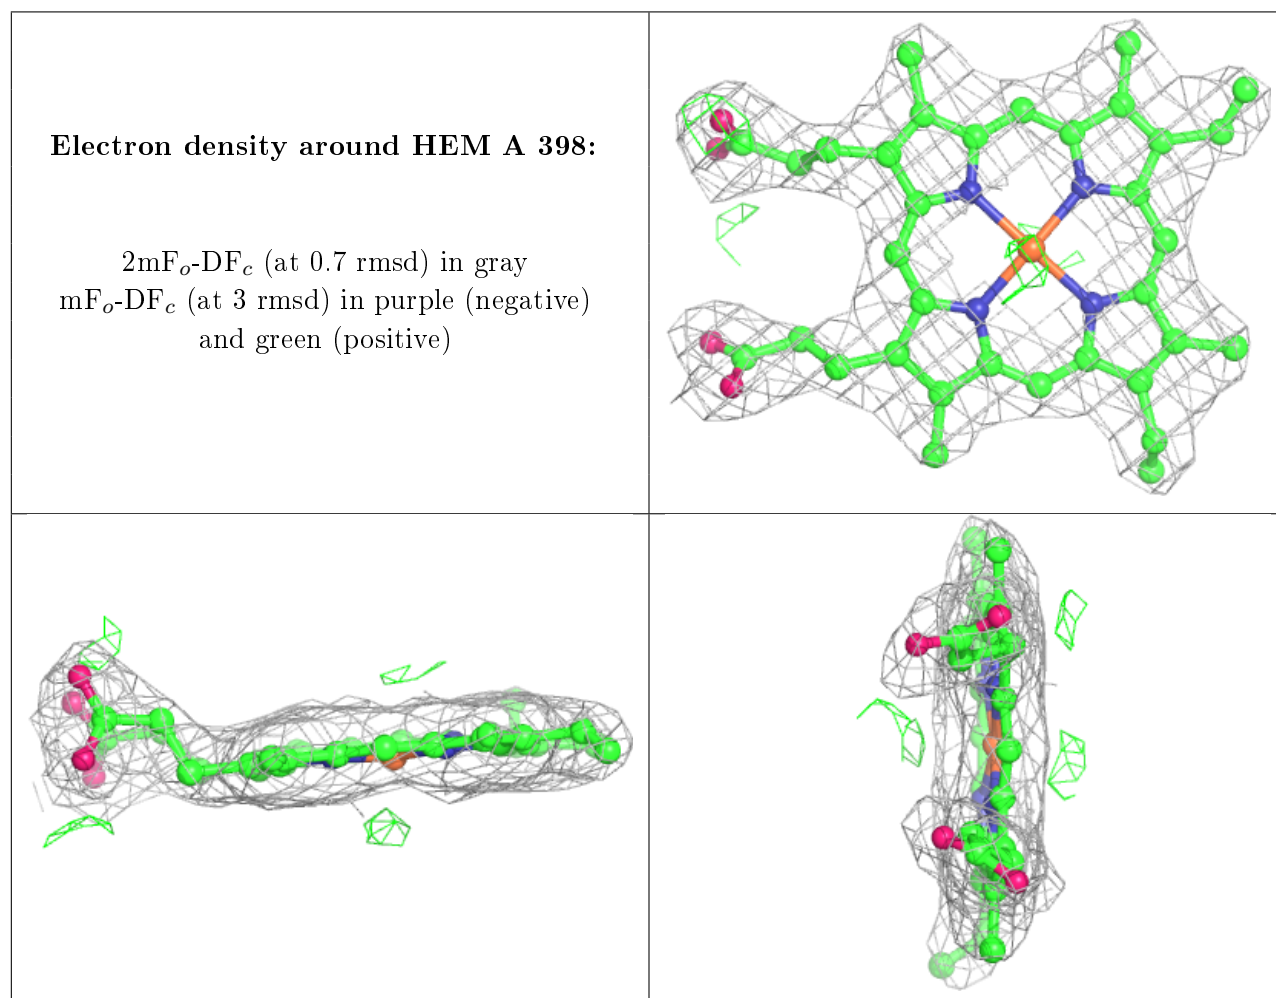 Electron density around HEM A 398:
2mFo-DFc (at 0.7 rmsd) in gray
mFo-DFc (at 3 rmsd) in purple (negative)
and green (positive)